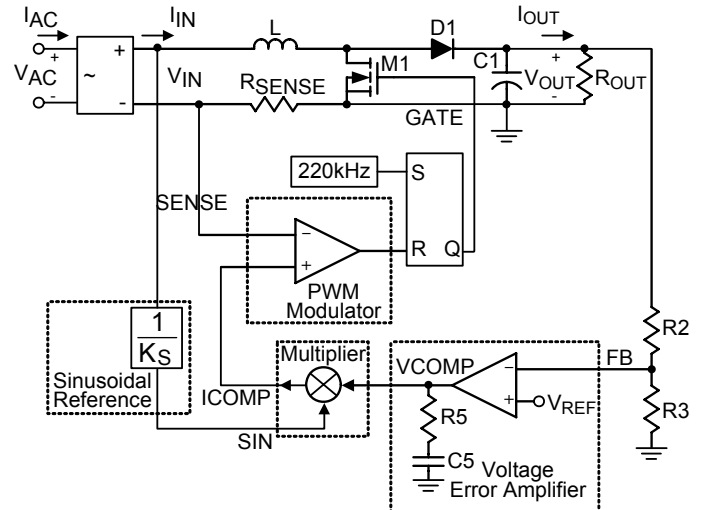 IAC
IIN
L
D1
IOUT
+
+
+
VAC
~
VIN
M1
C1
VOUT
ROUT
-
-
RSENSE
-
GATE
220kHz
S
SENSE
R
Q
−
+
PWM
Modulator
R2
1
KS
Sinusoidal
Reference
Multiplier
VCOMP
FB
−
+
VREF
ICOMP
R3
R5
SIN
C5
Voltage
Error Amplifier